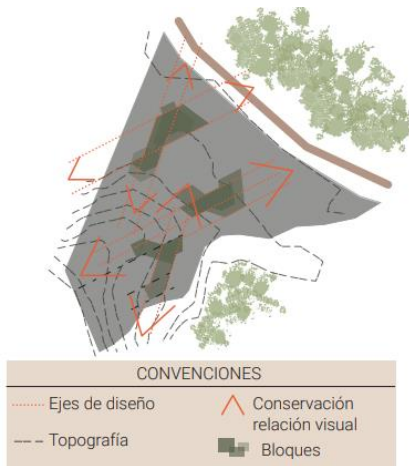 CONVENCIONES
Ejes de diseño
Conservación
relación visual
Topografía
Bloques